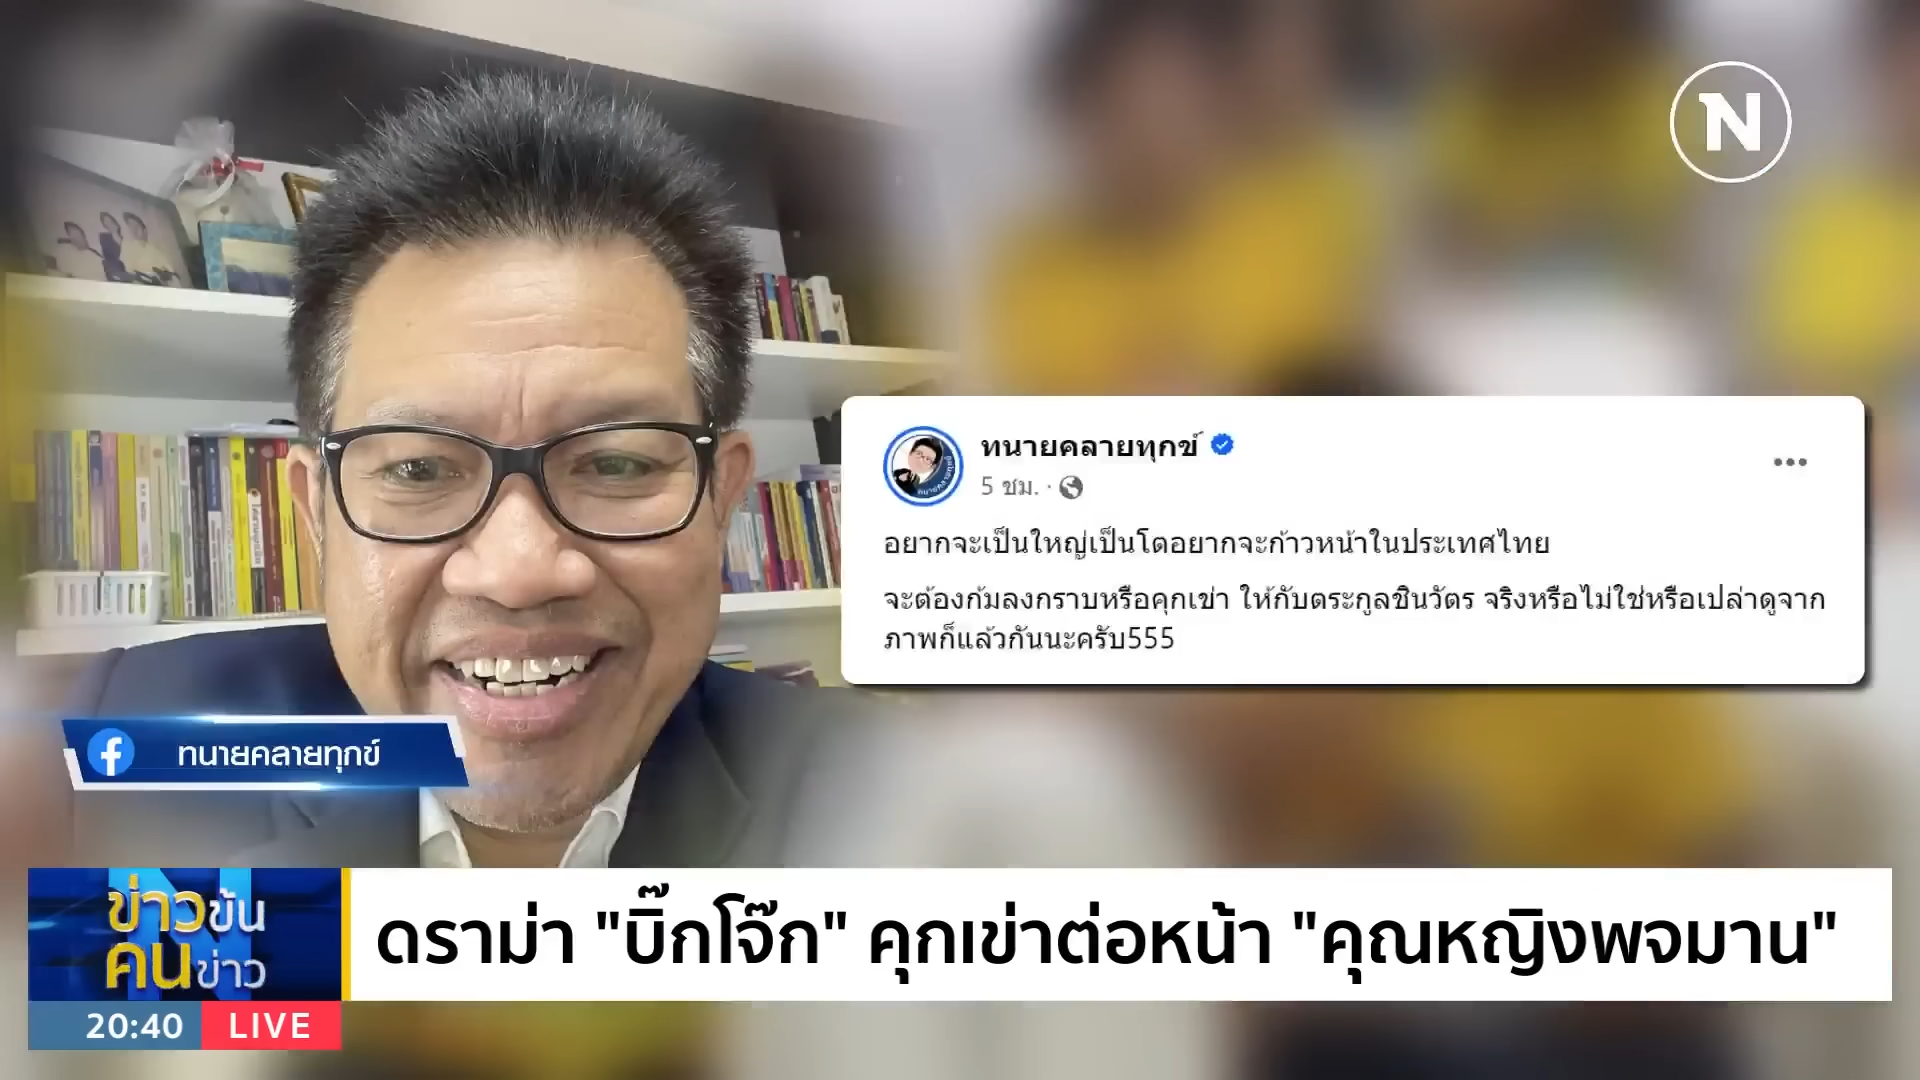 N
ทนายคลายทุกข์
5 ชม.
อยากจะเป็นใหญ่เป็นโตอยากจะก้าวหน้าในประเทศไทย
จะต้องก้มลงกราบหรือคุกเข่า ให้กับตระกูลชินวัตร จริงหรือไม่ใช่หรือเปล่าดูจาก
ภาพก็แล้วกันนะครับ555
ทนายคลายทุกข์
ข่าวข้น
คนข่าว
ดราม่า "บิ๊กโจ๊ก" คุกเข่าต่อหน้า "คุณหญิงพจมาน"
20:40 LIVE